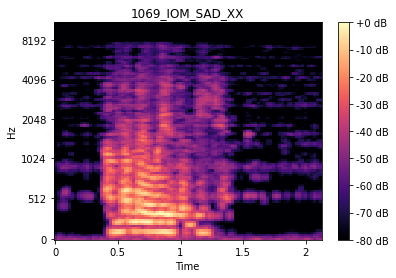 1069_IOM_SAD_XX
+0 dB
8192
-10 dB
4096
-20 dB
-30 dB
2048
Hz
-40 dB
1024
-50 dB
512
-60 dB
-70 dB
0
-80 dB
0 0.5 1 1.5 2
Time